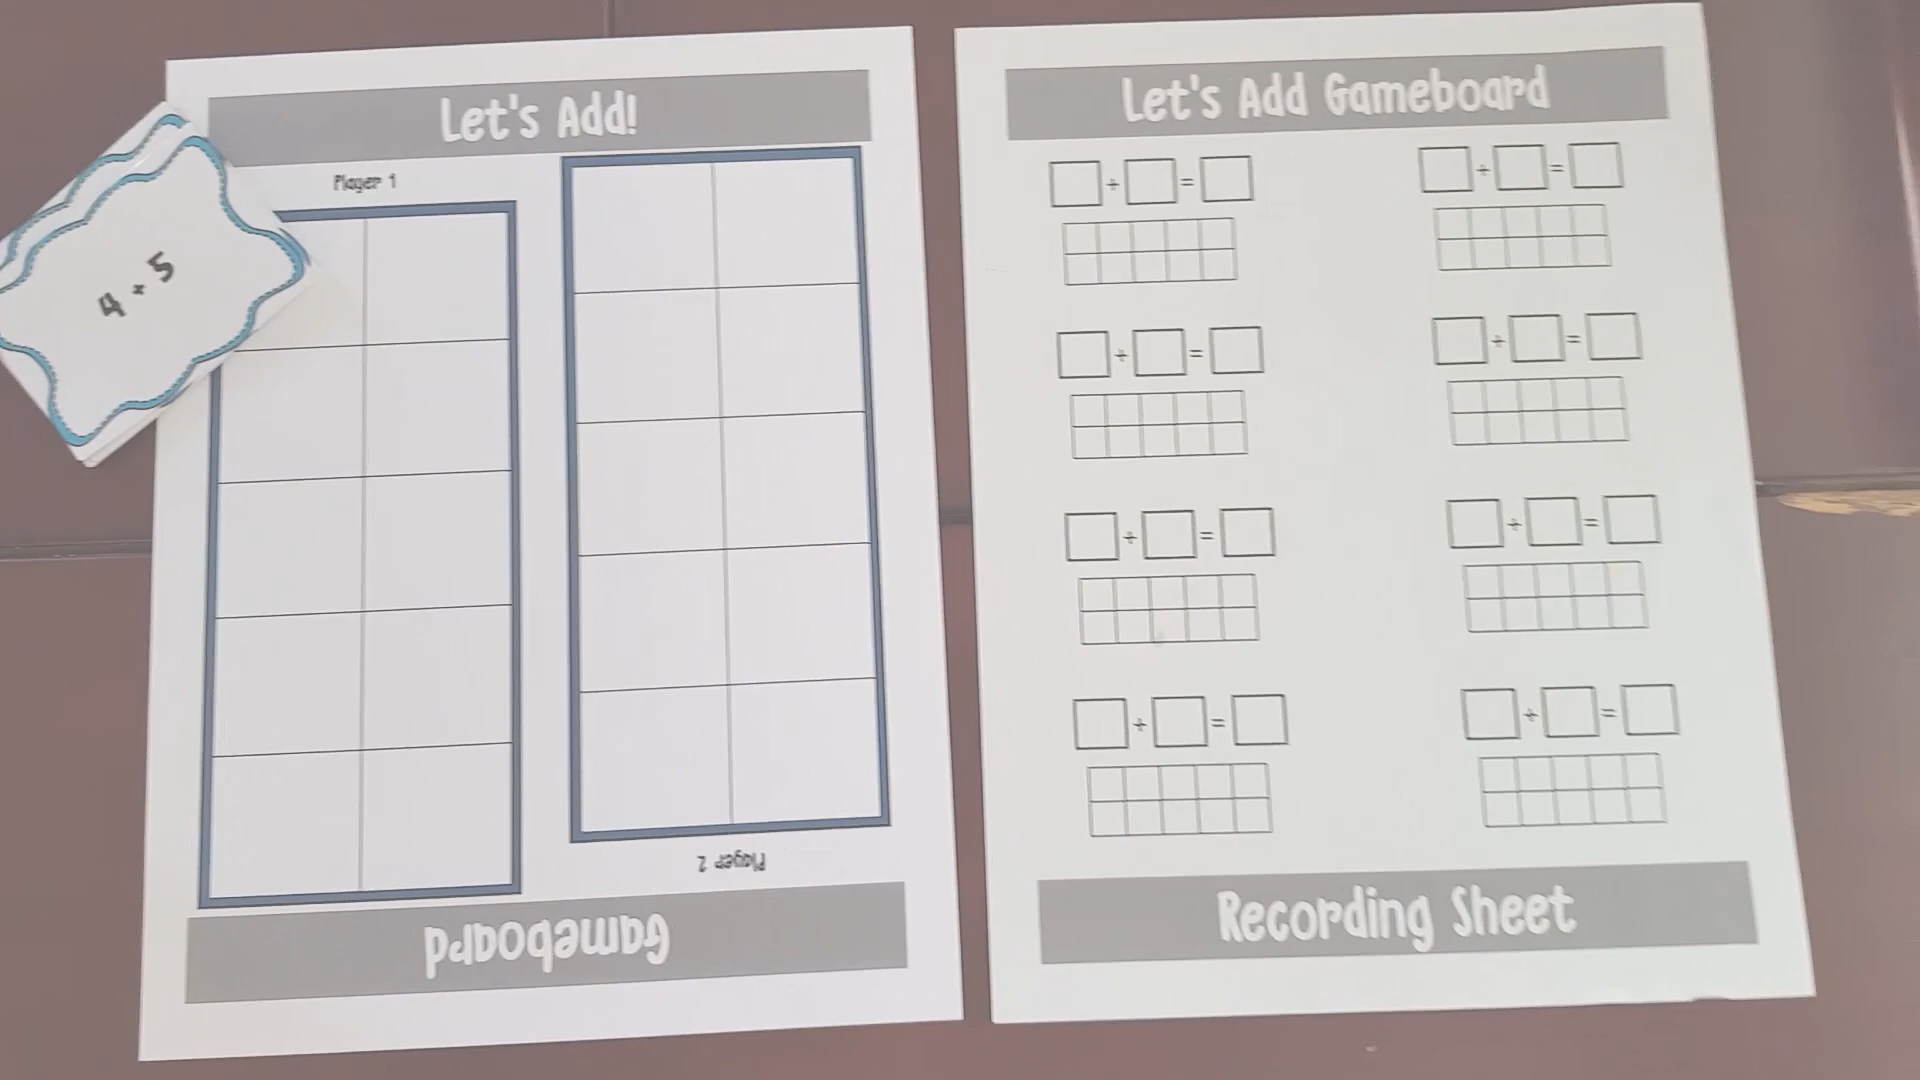 Let's Add!
Player 1
4 + 5
Player 2
Gameboard
Let's Add Gameboard
+ =
+ =
+ =
+ =
+ =
+ =
+ =
+ =
Recording Sheet